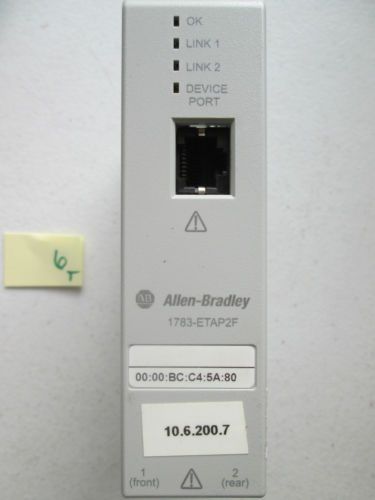 OK
LINK 1
LINK 2
DEVICE
PORT
6
T
AB Allen-Bradley
1783-ETAP2F
00:00:BC:C4:5A:80
10.6.200.7
1 2
(front) (rear)